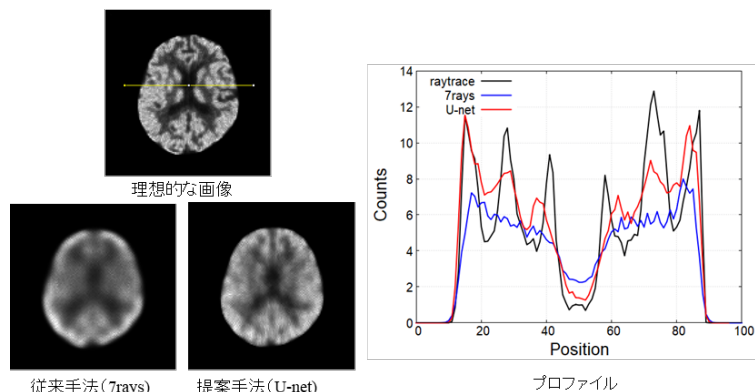 理想的な画像
従来手法(7rays)
提案手法(U-net)
raytrace
7rays
U-net
14
12
10
8
6
4
2
0
Counts
0
20
40
60
80
100
Position
プロファイル